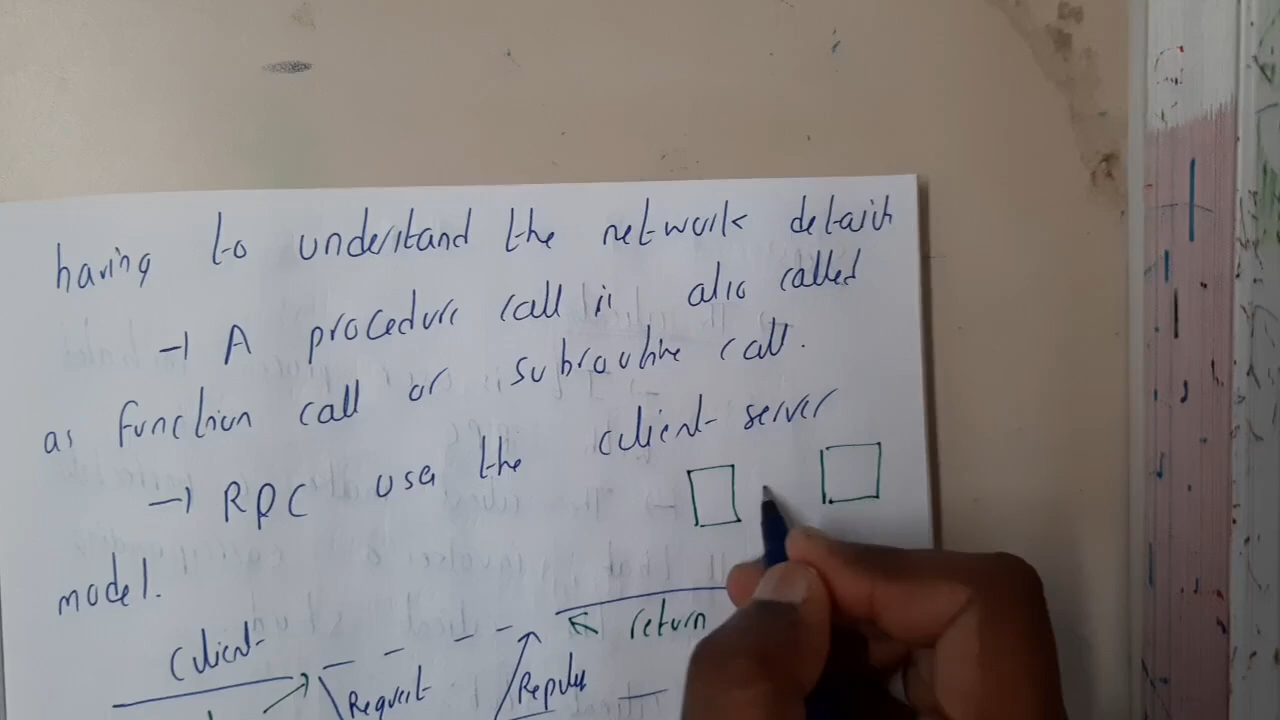 having to understand the network details
→ A procedure call is also called
as function call or subroutine call.
→ RPC uses the client-server
model.
Client
return
Request
Reply